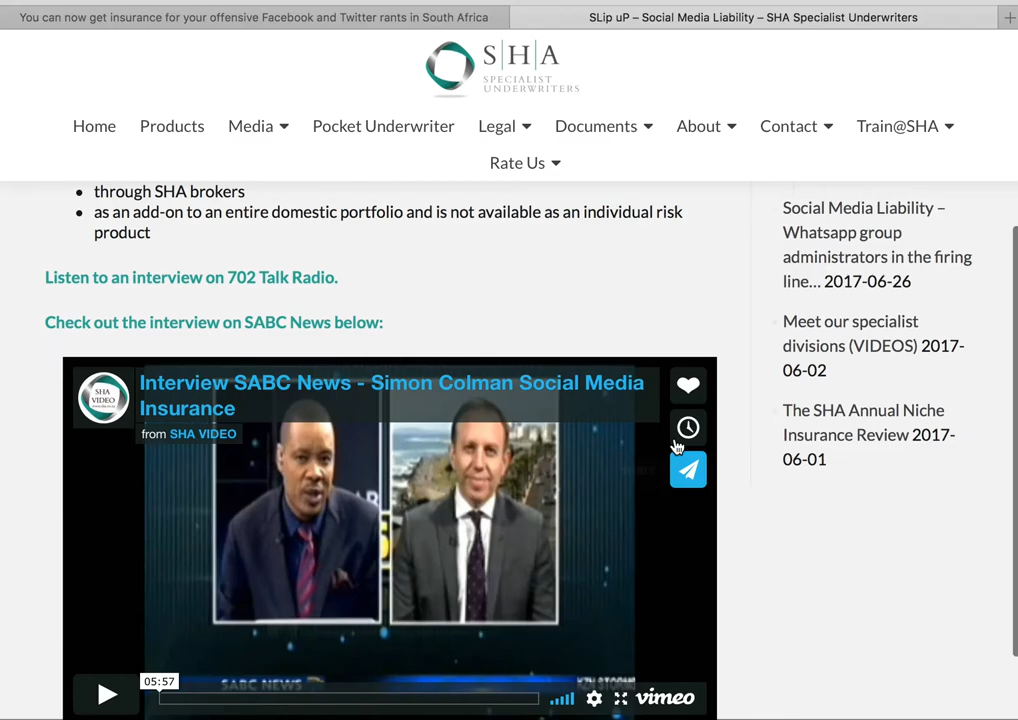 You can now get insurance for your offensive Facebook and Twitter rants in South Africa
SLip uP – Social Media Liability – SHA Specialist Underwriters
S|H|A
SPECIALIST
UNDERWRITERS
Home Products Media Pocket Underwriter Legal Documents About Contact Train@SHA
Rate Us
through SHA brokers
as an add-on to an entire domestic portfolio and is not available as an individual risk
product
Listen to an interview on 702 Talk Radio.
Check out the interview on SABC News below:
SHA
VIDEO
Interview SABC News - Simon Colman Social Media
Insurance
from SHA VIDEO
05:57
SABC NEWS
vimeo
Social Media Liability –
Whatsapp group
administrators in the firing
line... 2017-06-26
Meet our specialist
divisions (VIDEOS) 2017-
06-02
The SHA Annual Niche
Insurance Review 2017-
06-01